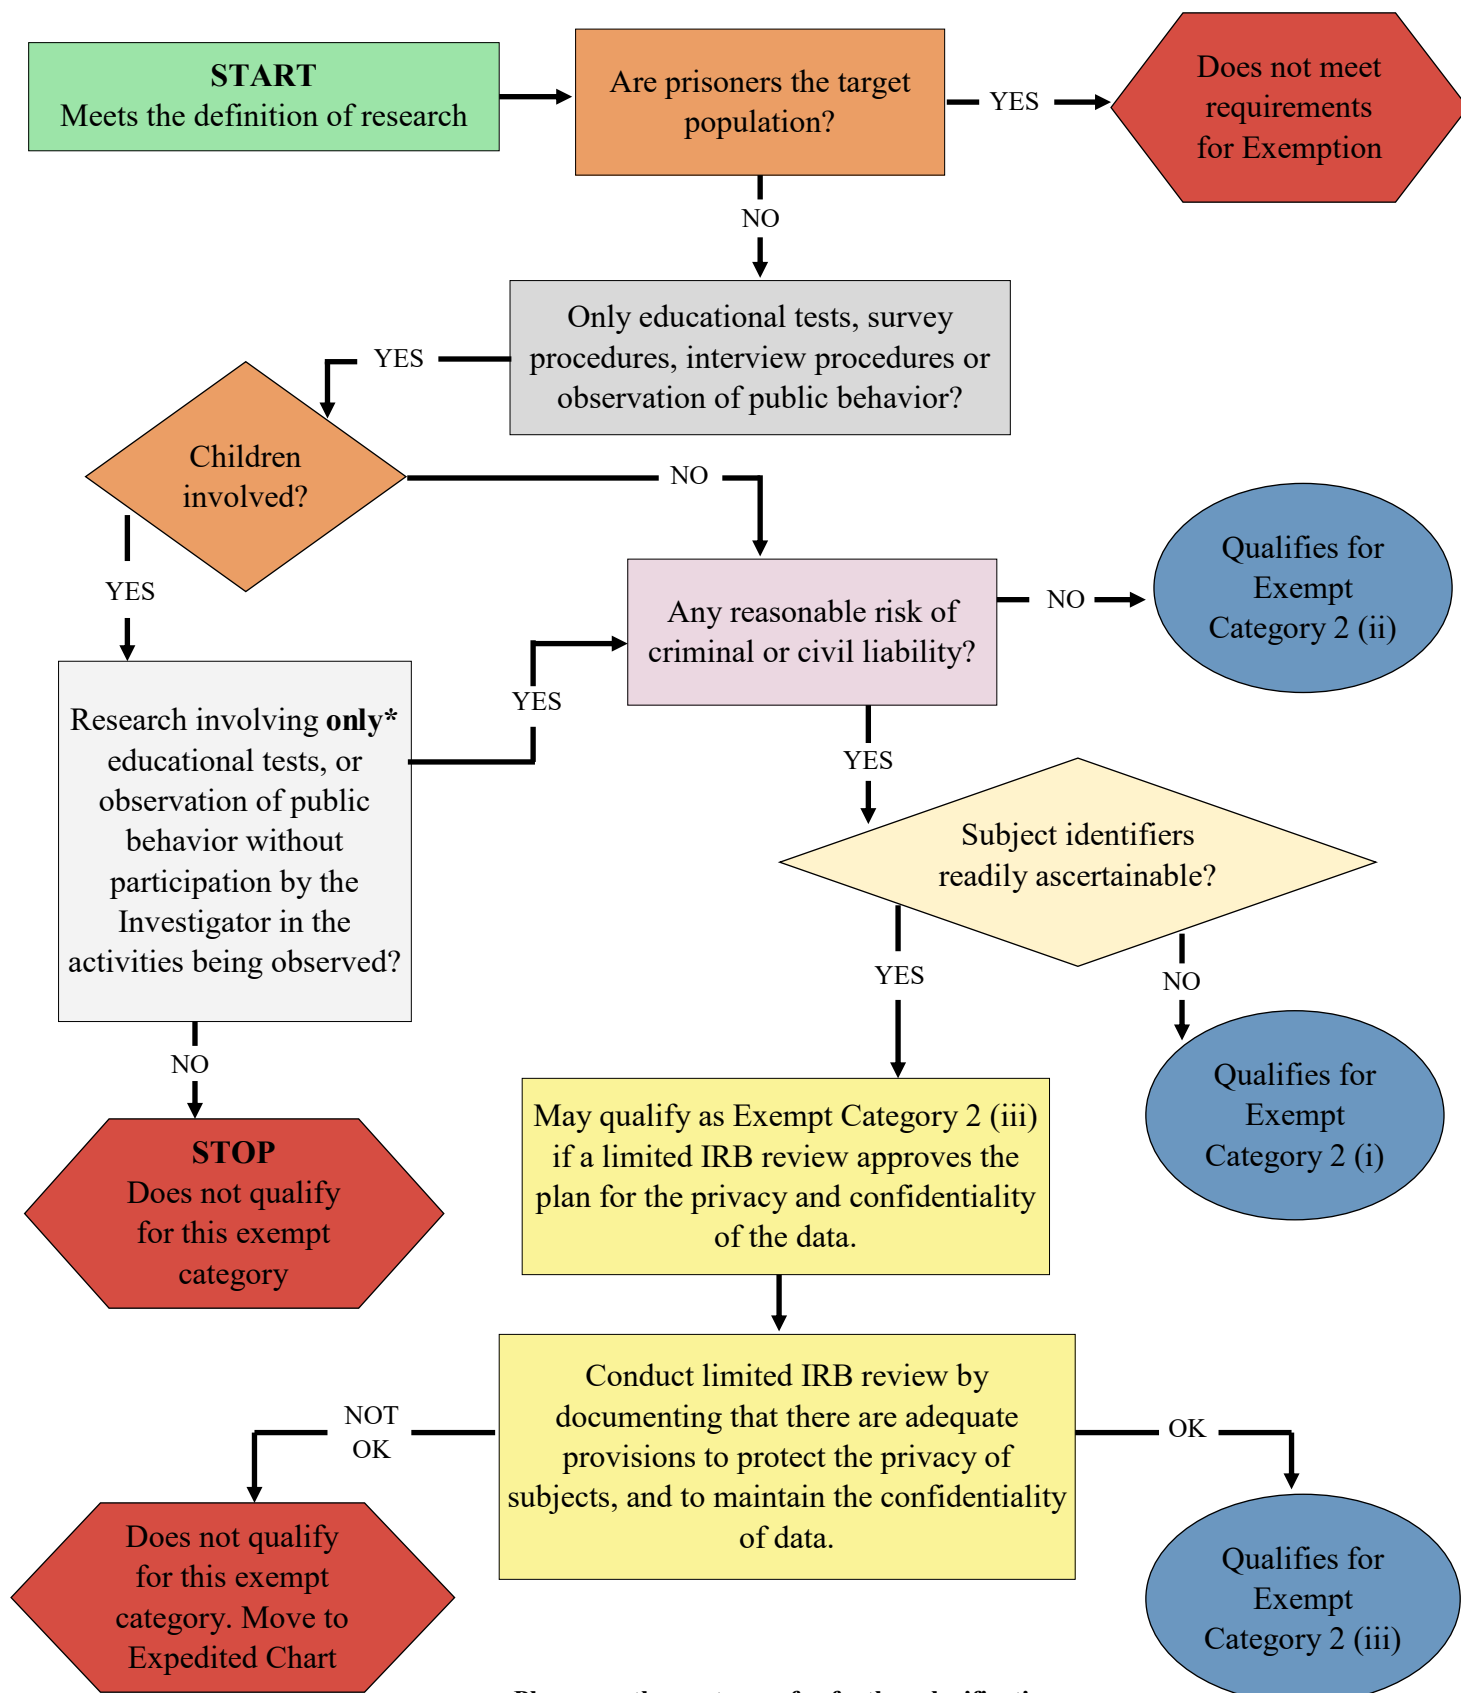 START
Meets the definition of research
Are prisoners the target
population?
YES
Does not meet
requirements
for Exemption
NO
Only educational tests, survey
procedures, interview procedures or
observation of public behavior?
YES
Children
involved?
NO
YES
Any reasonable risk of
criminal or civil liability?
NO
Qualifies for
Exempt
Category 2 (ii)
Research involving only*
educational tests, or
observation of public
behavior without
participation by the
Investigator in the
activities being observed?
YES
YES
Subject identifiers
readily ascertainable?
YES
NO
NO
Qualifies for
Exempt
Category 2 (i)
STOP
Does not qualify
for this exempt
category
May qualify as Exempt Category 2 (iii)
if a limited IRB review approves the
plan for the privacy and confidentiality
of the data.
Conduct limited IRB review by
documenting that there are adequate
provisions to protect the privacy of
subjects, and to maintain the confidentiality
of data.
NOT
OK
OK
Does not qualify
for this exempt
category. Move to
Expedited Chart
Qualifies for
Exempt
Category 2 (iii)